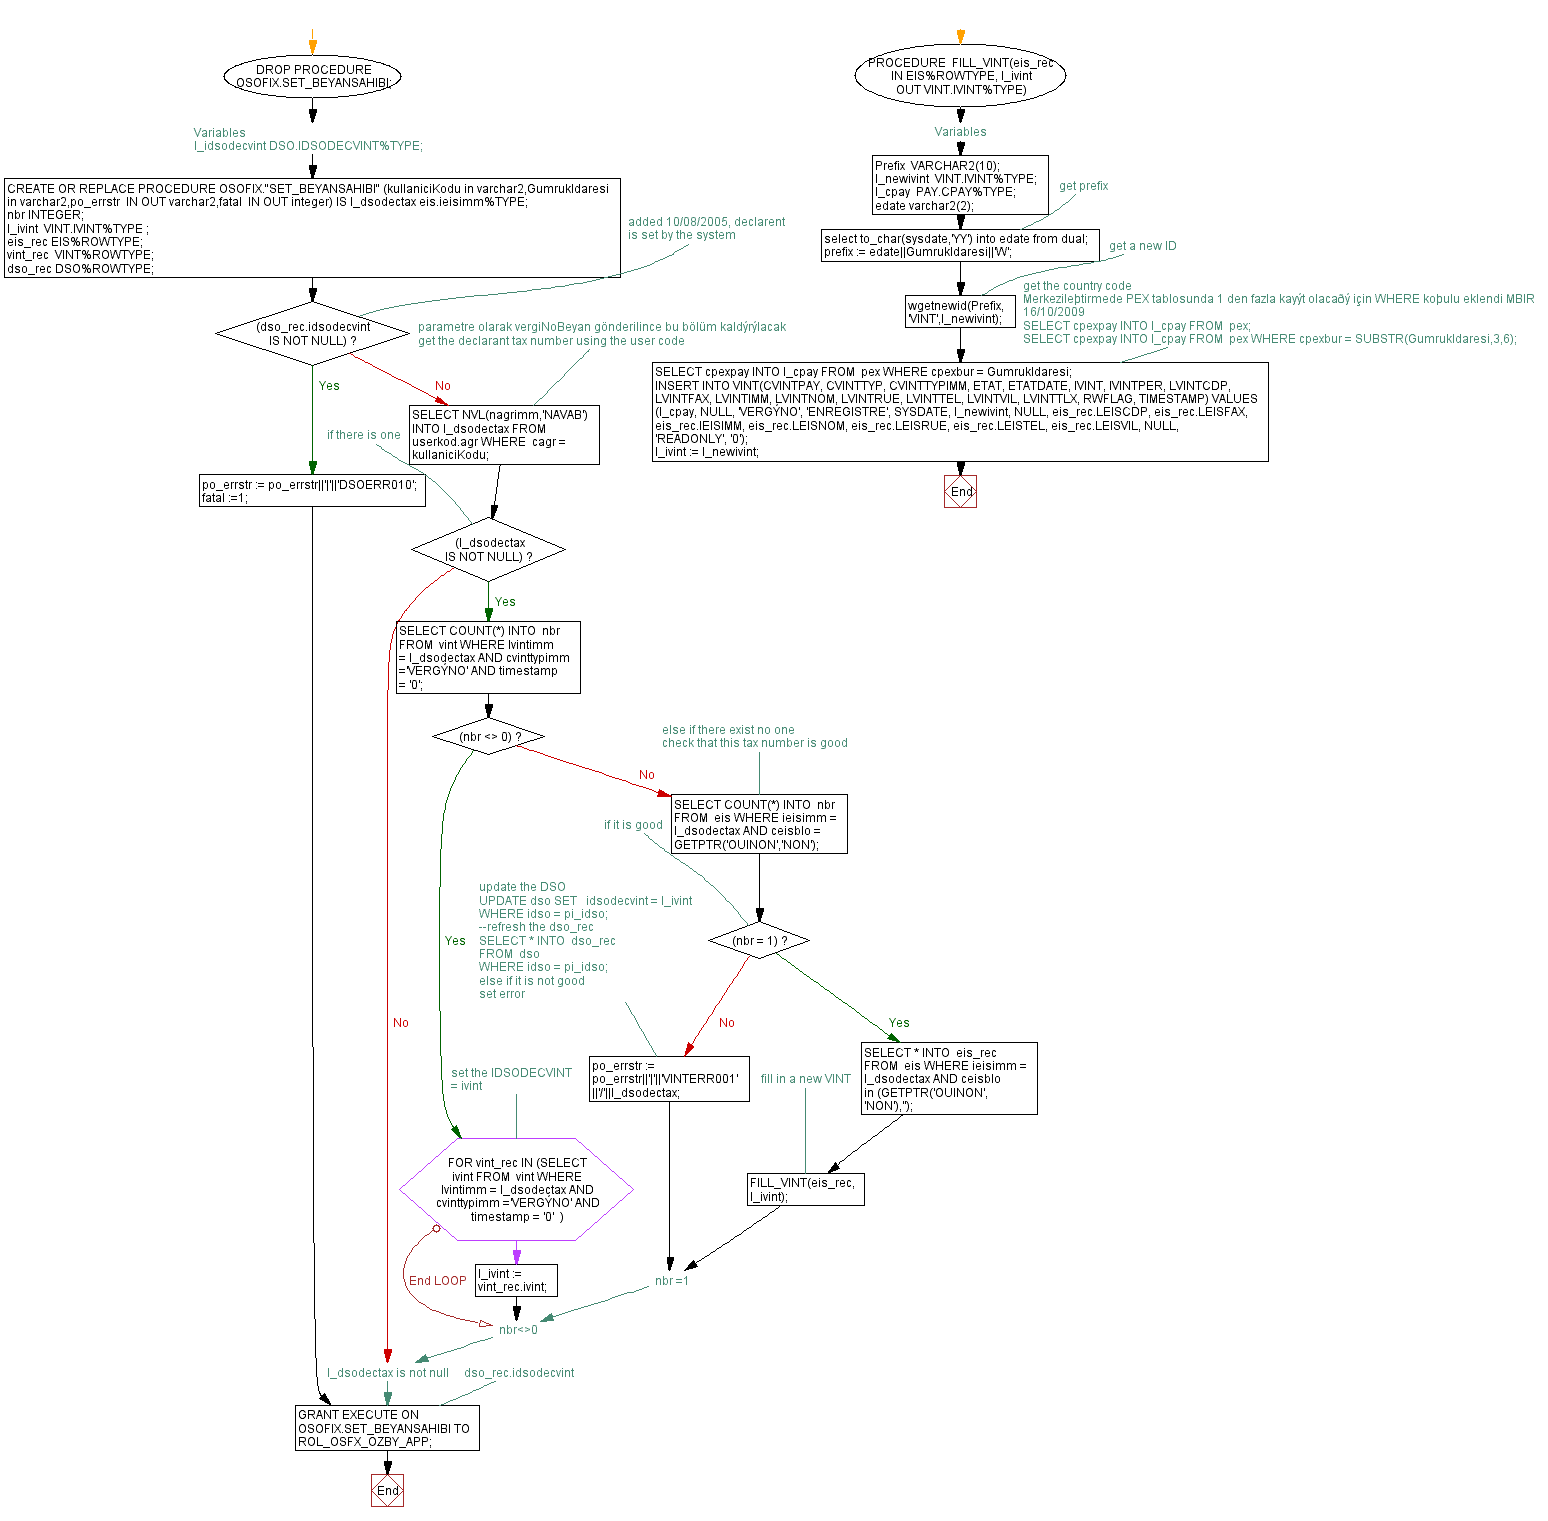 DROP PROCEDURE
OSOFIX.SET_BEYANSAHIBI;
Variables
l_idsodecvint DSO.IDSODECVINT%TYPE;
CREATE OR REPLACE PROCEDURE OSOFIX."SET_BEYANSAHIBI" (kullaniciKodu in varchar2,GumrukIdaresi
in varchar2,po_errstr  IN OUT varchar2,fatal  IN OUT integer) IS l_dsodectax eis.ieisimm%TYPE;
nbr INTEGER;
l_ivint  VINT.IVINT%TYPE ;
eis_rec EIS%ROWTYPE;
vint_rec  VINT%ROWTYPE;
dso_rec DSO%ROWTYPE;
added 10/08/2005, declarent
is set by the system
(dso_rec.idsodecvint
IS NOT NULL) ?
parametre olarak vergiNoBeyan gönderilince bu bölüm kaldýrýlacak
get the declarant tax number using the user code
Yes
No
SELECT NVL(nagrimm,'NAVAB')
INTO l_dsodectax FROM
userkod.agr WHERE  cagr =
kullaniciKodu;
if there is one
po_errstr := po_errstr||'|'||'DSOERR010';
fatal :=1;
(l_dsodectax
IS NOT NULL) ?
Yes
SELECT COUNT(*) INTO  nbr
FROM  vint WHERE lvintimm
= l_dsodectax AND cvinttypimm
='VERGÝNO' AND timestamp
= '0';
(nbr <> 0) ?
else if there exist no one
check that this tax number is good
No
SELECT COUNT(*) INTO  nbr
FROM  eis WHERE ieisimm =
l_dsodectax AND ceisblo =
GETPTR('OUINON','NON');
if it is good
update the DSO
UPDATE dso SET   idsodecvint = l_ivint
WHERE idso = pi_idso;
--refresh the dso_rec
SELECT * INTO  dso_rec
FROM  dso
WHERE idso = pi_idso;
else if it is not good
set error
Yes
(nbr = 1) ?
No
No
Yes
SELECT * INTO  eis_rec
FROM  eis WHERE ieisimm =
l_dsodectax AND ceisblo
in (GETPTR('OUINON',
'NON'),'');
po_errstr :=
po_errstr||'|'||'VINTERR001'
||'/'||l_dsodectax;
set the IDSODECVINT
= ivint
fill in a new VINT
FOR vint_rec IN (SELECT
ivint FROM  vint WHERE
lvintimm = l_dsodectax AND
cvinttypimm ='VERGÝNO' AND
timestamp = '0'  )
FILL_VINT(eis_rec,
l_ivint);
End LOOP
l_ivint :=
vint_rec.ivint;
nbr =1
nbr<>0
l_dsodectax is not null
dso_rec.idsodecvint
GRANT EXECUTE ON
OSOFIX.SET_BEYANSAHIBI TO
ROL_OSFX_OZBY_APP;
End
PROCEDURE  FILL_VINT(eis_rec
IN EIS%ROWTYPE, l_ivint
OUT VINT.IVINT%TYPE)
Variables
Prefix  VARCHAR2(10);
l_newivint  VINT.IVINT%TYPE;
l_cpay  PAY.CPAY%TYPE;
edate varchar2(2);
get prefix
select to_char(sysdate,'YY') into edate from dual;
prefix := edate||GumrukIdaresi||'VV';
get a new ID
wgetnewid(Prefix,
'VINT',l_newivint);
get the country code
Merkezileþtirmede PEX tablosunda 1 den fazla kayýt olacaðý için WHERE koþulu eklendi MBIR
16/10/2009
SELECT cpexpay INTO l_cpay FROM  pex;
SELECT cpexpay INTO l_cpay FROM  pex WHERE cpexbur = SUBSTR(GumrukIdaresi,3,6);
SELECT cpexpay INTO l_cpay FROM  pex WHERE cpexbur = GumrukIdaresi;
INSERT INTO VINT(CVINTPAY, CVINTTYP, CVINTTYPIMM, ETAT, ETATDATE, IVINT, IVINTPER, LVINTCDP,
LVINTFAX, LVINTIMM, LVINTNOM, LVINTRUE, LVINTTEL, LVINTVIL, LVINTTLX, RWFLAG, TIMESTAMP) VALUES
(l_cpay, NULL, 'VERGÝNO', 'ENREGISTRE', SYSDATE, l_newivint, NULL, eis_rec.LEISCDP, eis_rec.LEISFAX,
eis_rec.IEISIMM, eis_rec.LEISNOM, eis_rec.LEISRUE, eis_rec.LEISTEL, eis_rec.LEISVIL, NULL,
'READONLY', '0');
l_ivint := l_newivint;
End